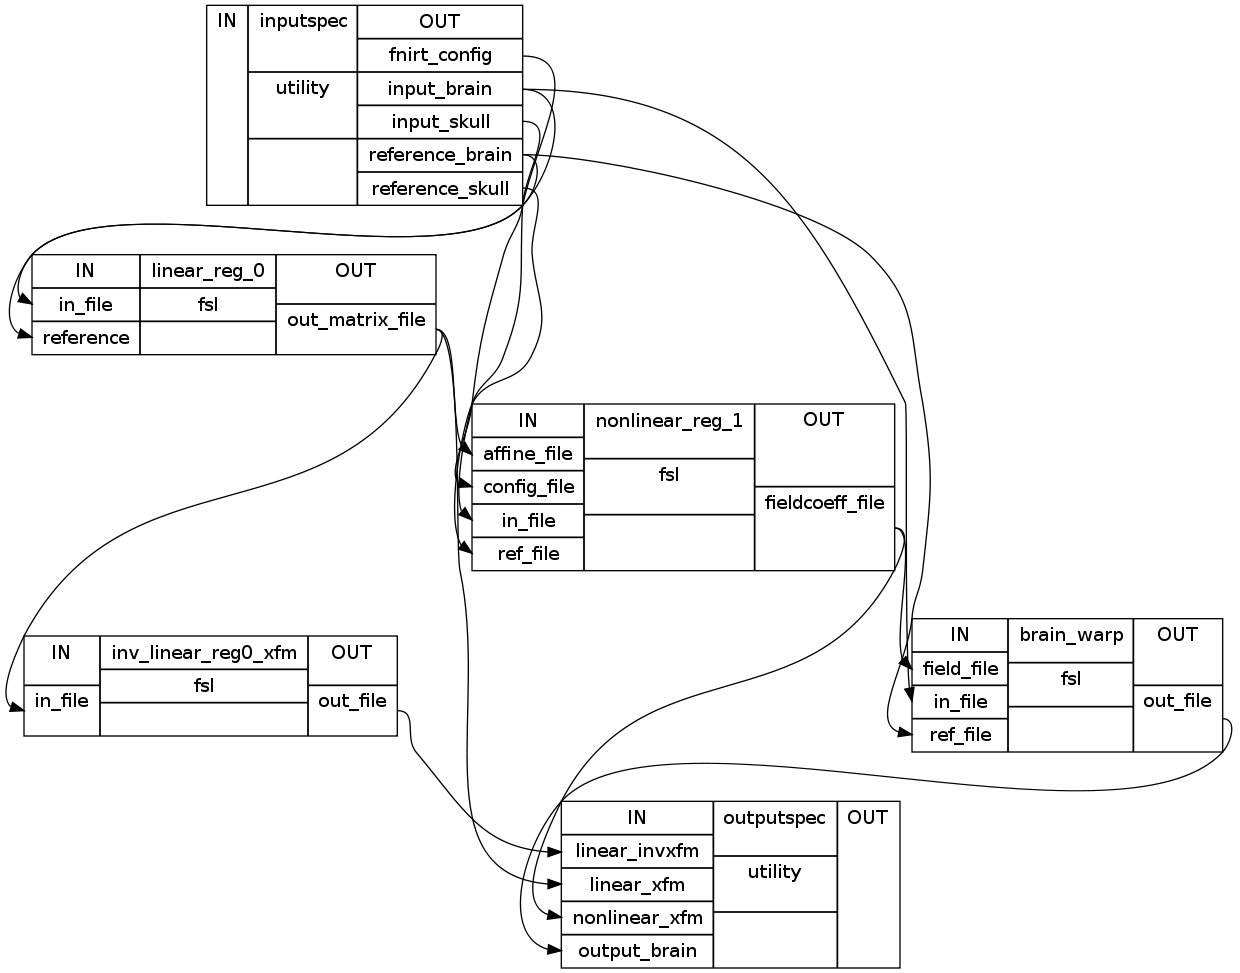 IN inputspec OUT
fnirt_config
utility input_brain
input_skull
reference_brain
reference_skull
IN linear_reg_0 OUT
in_file fsl out_matrix_file
reference
IN nonlinear_reg_1 OUT
affine_file
config_file fsl fieldcoeff_file
in_file
ref_file
IN inv_linear_reg0_xfm OUT
in_file fsl out_file
IN brain_warp OUT
field_file fsl
in_file out_file
ref_file
IN outputspec OUT
linear_invxfm
linear_xfm utility
nonlinear_xfm
output_brain